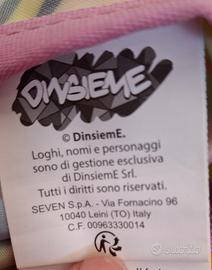 DINSIEME
© DinsiemE.
Loghi, nomi e personaggi
sono di gestione esclusiva
di DinsiemE Srl.
Tutti i diritti sono riservati.
SEVEN S.p.A. - Via Fornacino 96
10040 Leinì (TO) Italy
C.F. 00963330014
subito